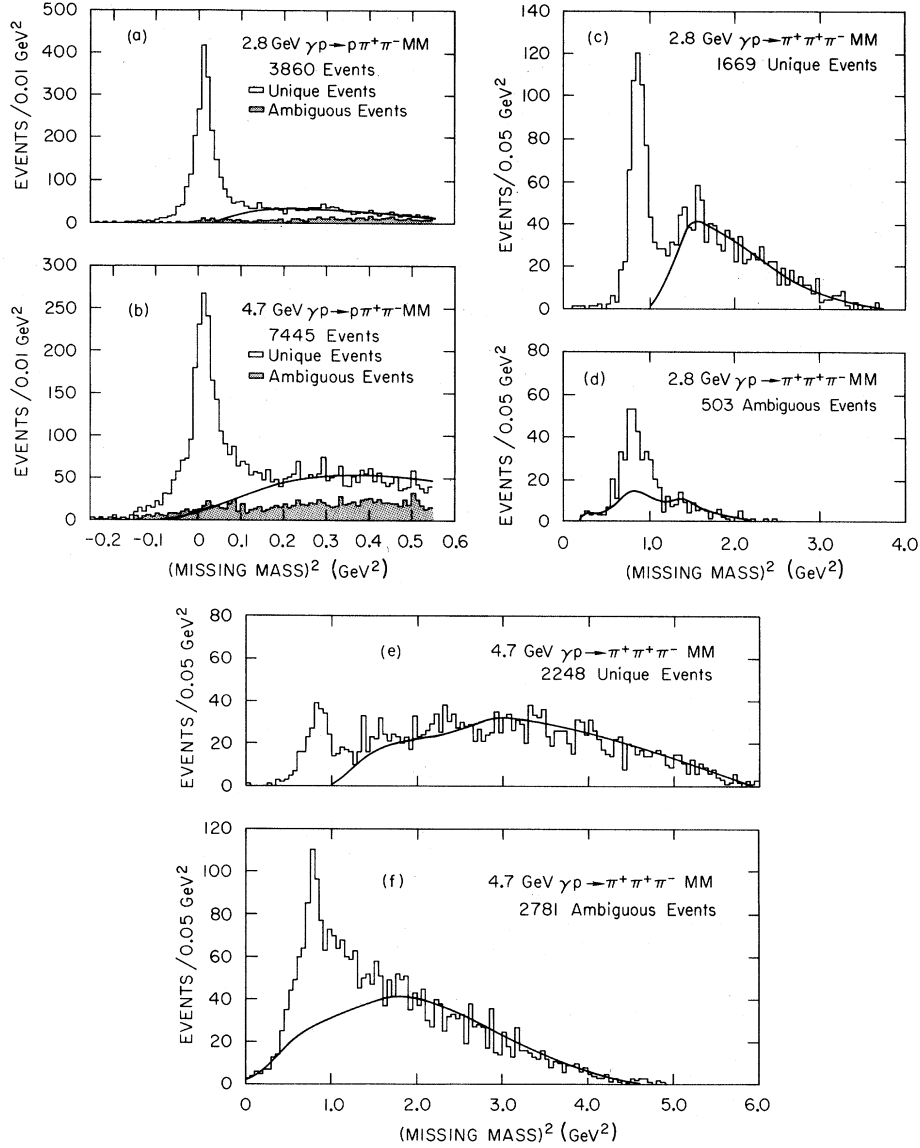 (a)
2.8 GeV γp→pπ⁺π⁻MM
3860 Events
Unique Events
Ambiguous Events
EVENTS/0.01 GeV²
500
400
300
200
100
0
(b)
4.7 GeV γp→pπ⁺π⁻MM
7445 Events
Unique Events
Ambiguous Events
EVENTS/0.01 GeV²
300
250
200
150
100
50
0
-0.2 -0.1 0 0.1 0.2 0.3 0.4 0.5 0.6
(MISSING MASS)² (GeV²)
(c)
2.8 GeV γp→π⁺π⁺π⁻MM
1669 Unique Events
EVENTS/0.05 GeV²
140
120
100
80
60
40
20
0
(d)
2.8 GeV γp→π⁺π⁺π⁻MM
503 Ambiguous Events
EVENTS/0.05 GeV²
80
60
40
20
0
0 1.0 2.0 3.0 4.0
(MISSING MASS)² (GeV²)
(e)
4.7 GeV γp→π⁺π⁺π⁻ MM
2248 Unique Events
EVENTS/0.05 GeV²
80
60
40
20
0
(f)
4.7 GeV γp→π⁺π⁺π⁻ MM
2781 Ambiguous Events
EVENTS/0.05 GeV²
120
100
80
60
40
20
0
0 1.0 2.0 3.0 4.0 5.0 6.0
(MISSING MASS)² (GeV²)